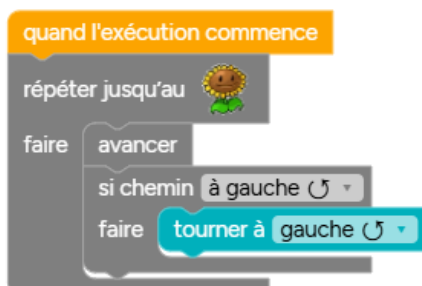 quand l'exécution commence
répéter jusqu'au
faire avancer
si chemin à gauche ↺
faire tourner à gauche ↺